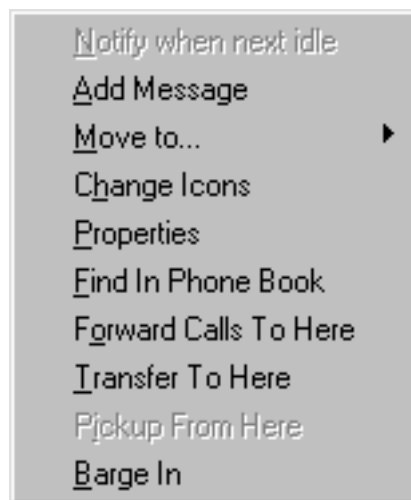 Notify when next idle
Add Message
Move to...
Change Icons
Properties
Find In Phone Book
Forward Calls To Here
Transfer To Here
Pickup From Here
Barge In